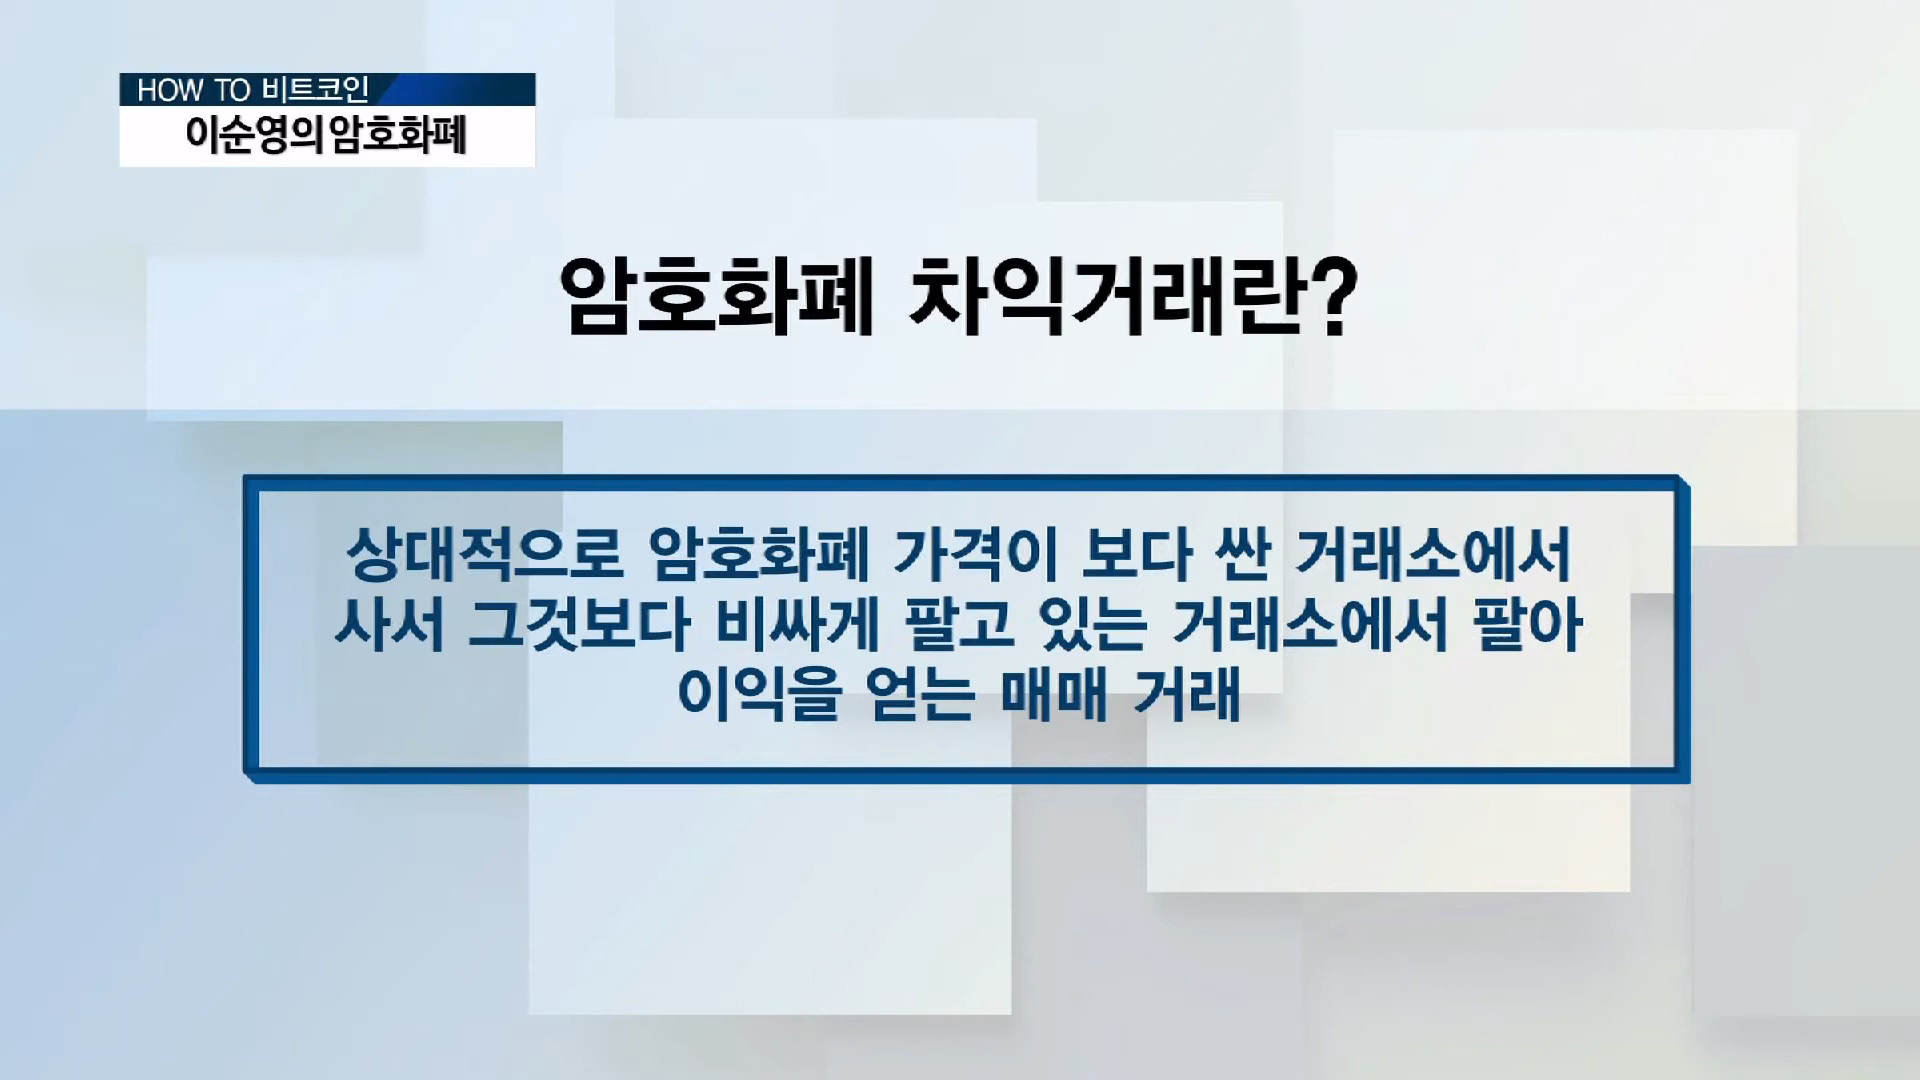 HOW TO 비트코인
이순영의 암호화폐
암호화폐 차익거래란?
상대적으로 암호화폐 가격이 보다 싼 거래소에서
사서 그것보다 비싸게 팔고 있는 거래소에서 팔아
이익을 얻는 매매 거래